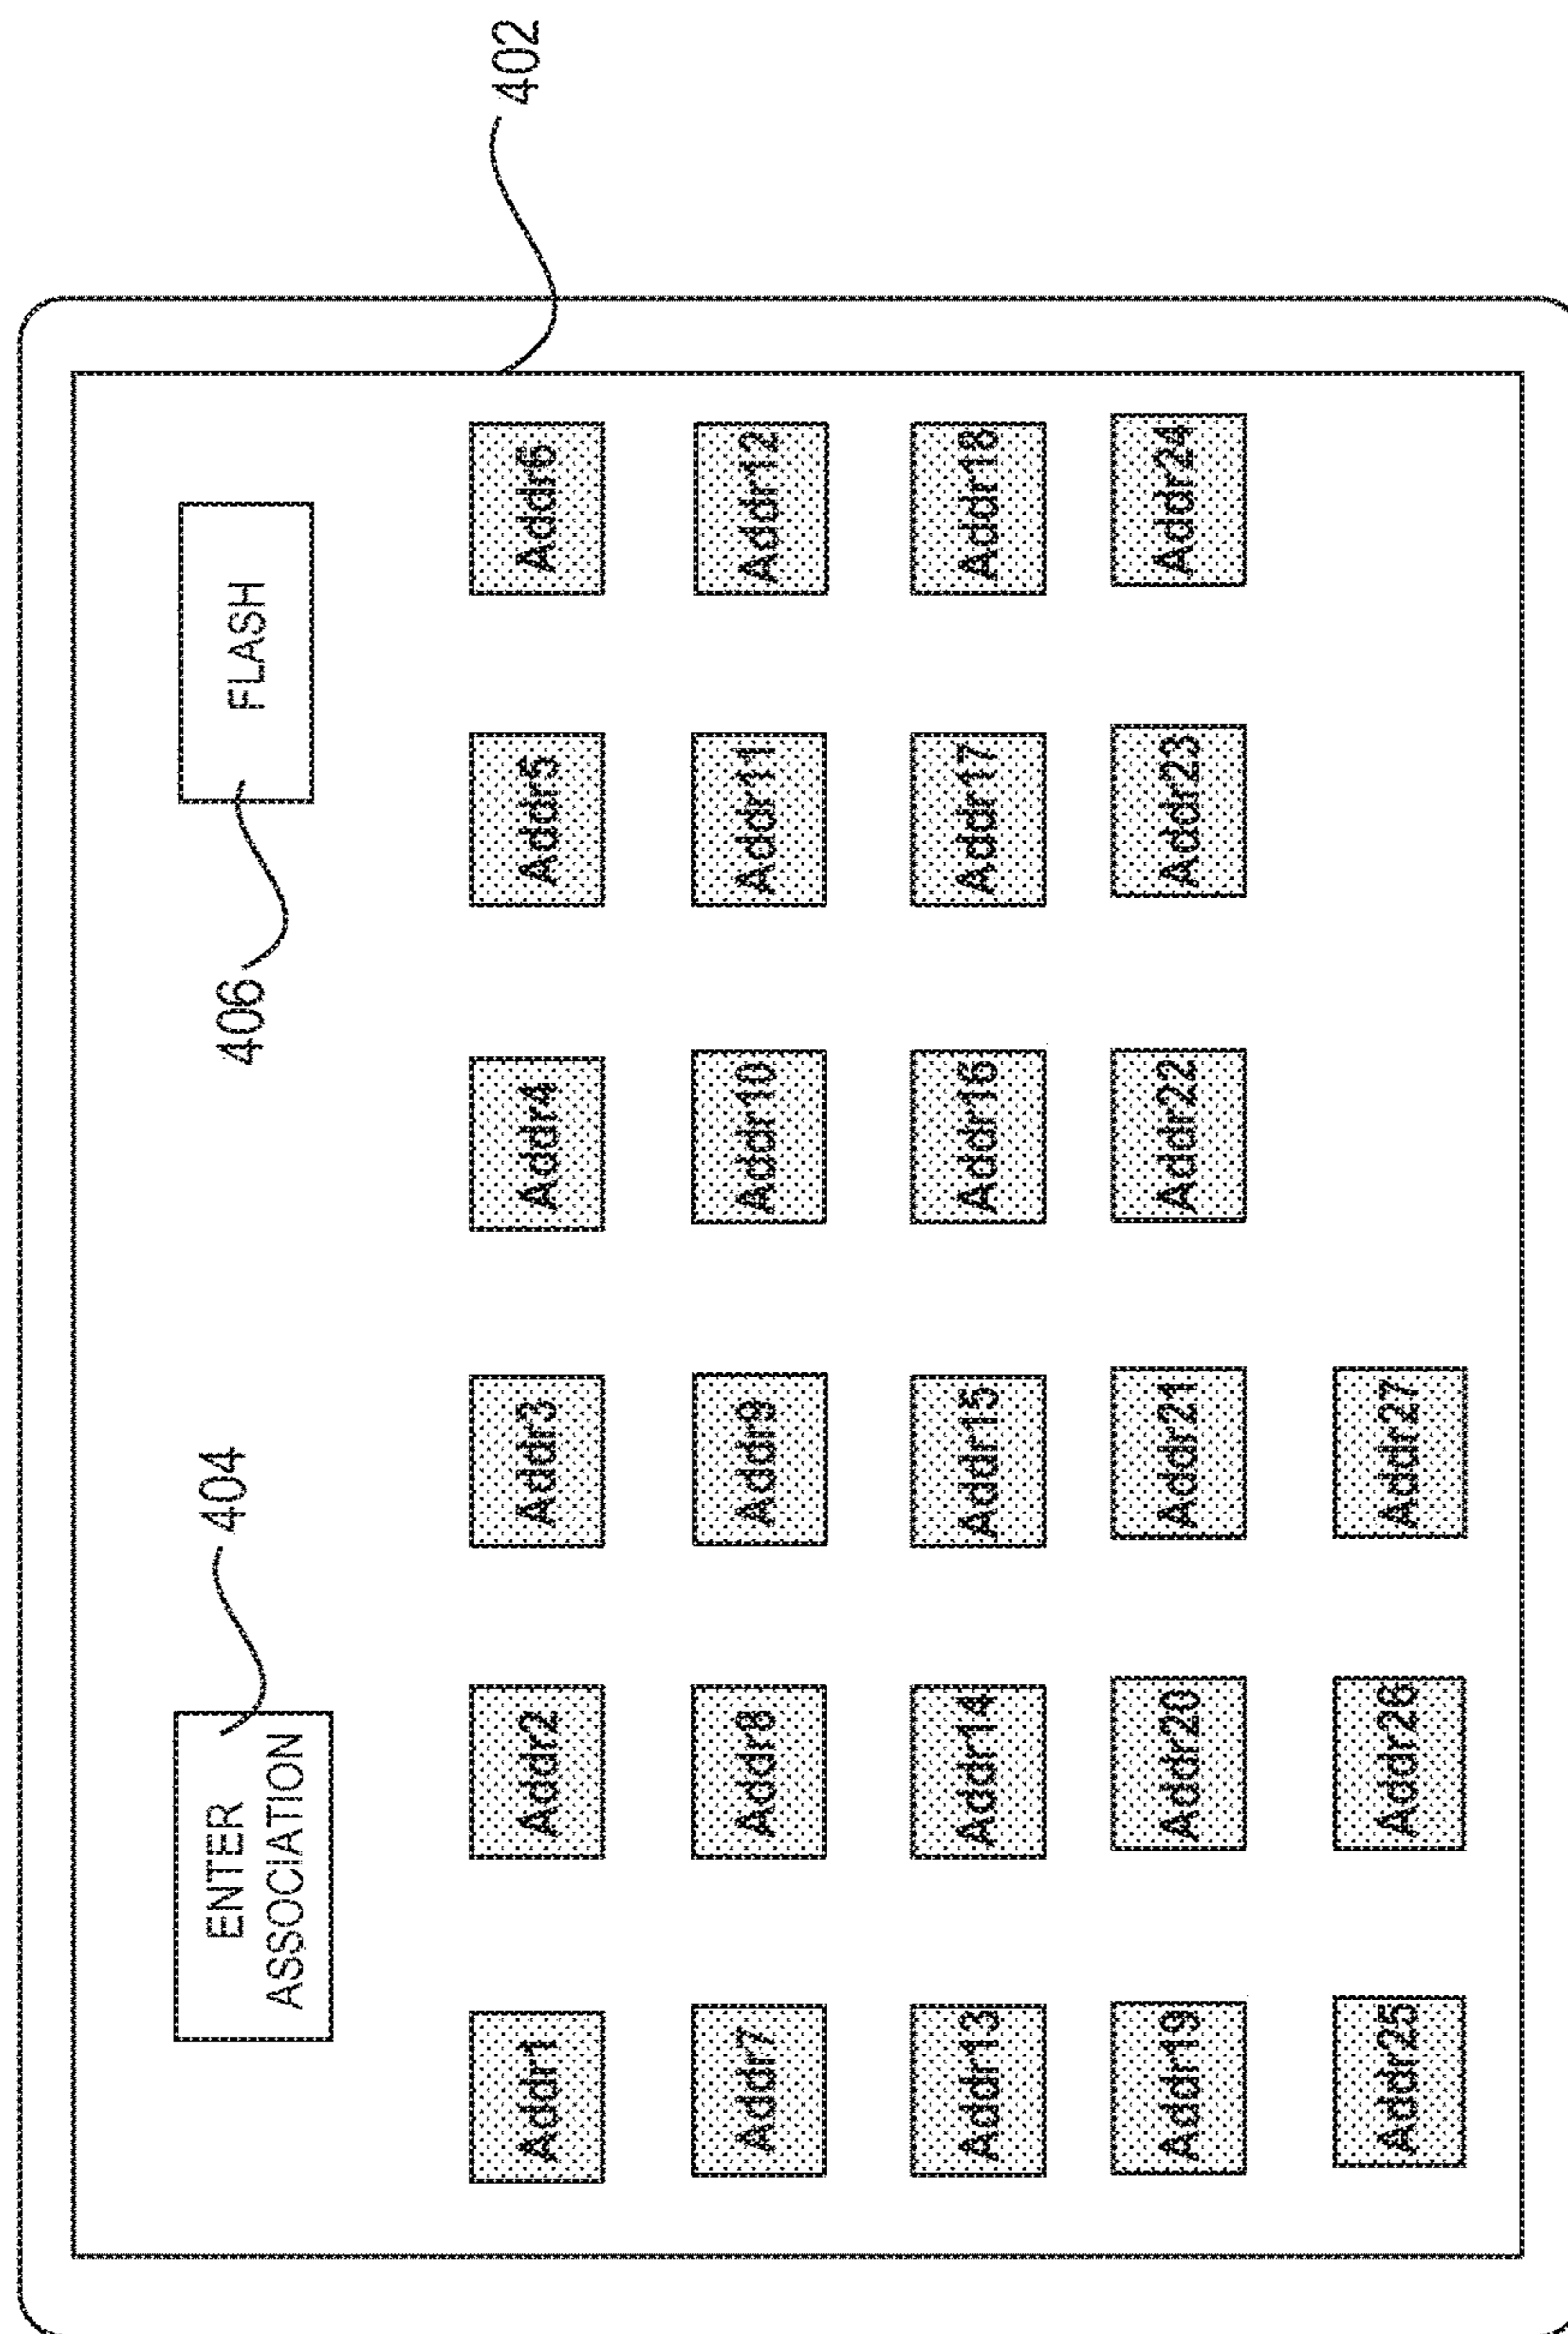 402
ENTER
ASSOCIATION
404
406
FLASH
Addr1 Addr2 Addr3 Addr4 Addr5 Addr6
Addr7 Addr8 Addr9 Addr10 Addr11 Addr12
Addr13 Addr14 Addr15 Addr16 Addr17 Addr18
Addr19 Addr20 Addr21 Addr22 Addr23 Addr24
Addr25 Addr26 Addr27